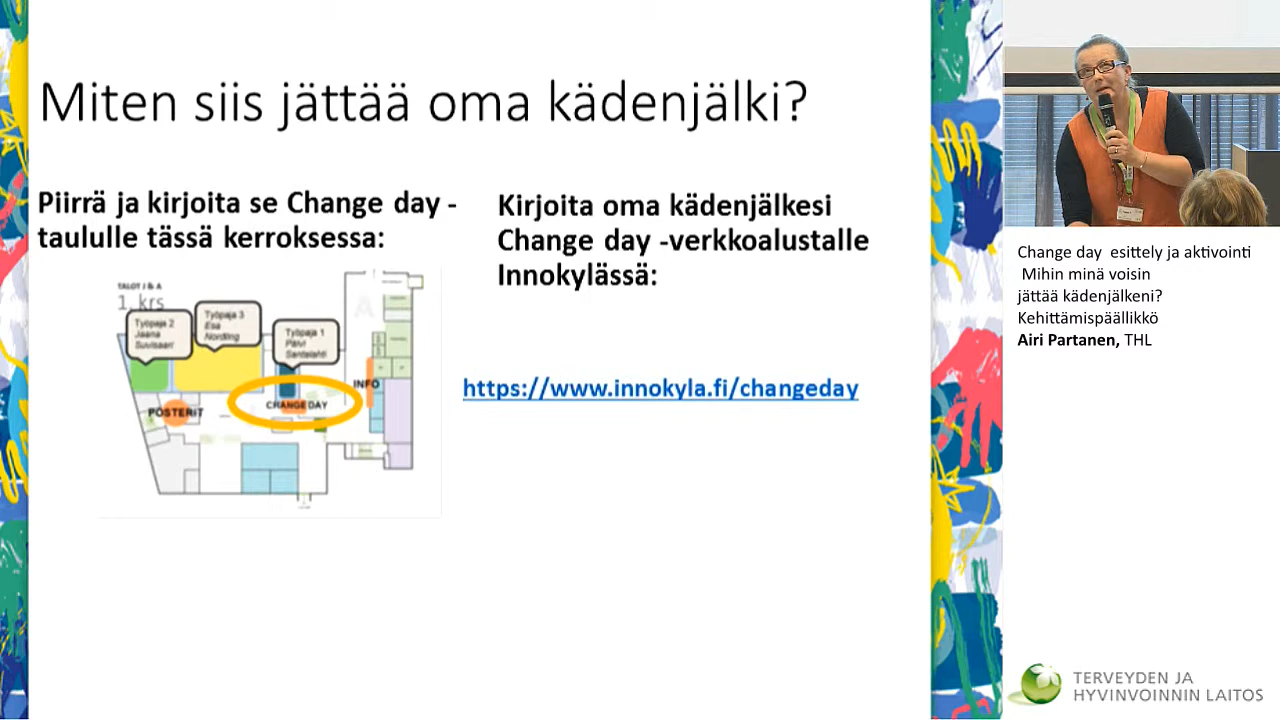 Miten siis jättää oma kädenjälki?
Piirrä ja kirjoita se Change day -
taululle tässä kerroksessa:
TALOT J & A
1. krs
A
Työpaja 2
Jaana
Suvisaari
Työpaja 3
Esa
Nordling
Työpaja 1
Päivi
Santalahti
INFO
POSTERIT
CHANGE DAY
Kirjoita oma kädenjälkesi
Change day -verkkoalustalle
Innokylässä:
https://www.innokyla.fi/changeday
Change day esittely ja aktivointi
Mihin minä voisin
jättää kädenjälkeni?
Kehittämispäällikkö
Airi Partanen, THL
TERVEYDEN JA
HYVINVOINNIN LAITOS